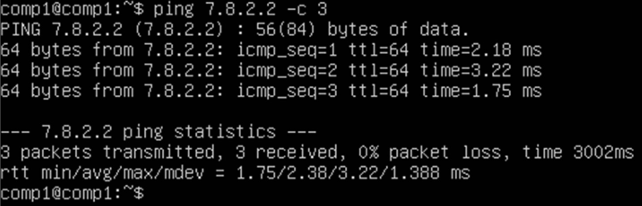 comp1@comp1:~$ ping 7.8.2.2 -c 3
PING 7.8.2.2 (7.8.2.2) : 56(84) bytes of data.
64 bytes from 7.8.2.2: icmp_seq=1 ttl=64 time=2.18 ms
64 bytes from 7.8.2.2: icmp_seq=2 ttl=64 time=3.22 ms
64 bytes from 7.8.2.2: icmp_seq=3 ttl=64 time=1.75 ms
--- 7.8.2.2 ping statistics ---
3 packets transmitted, 3 received, 0% packet loss, time 3002ms
rtt min/avg/max/mdev = 1.75/2.38/3.22/1.388 ms
comp1@comp1:~$